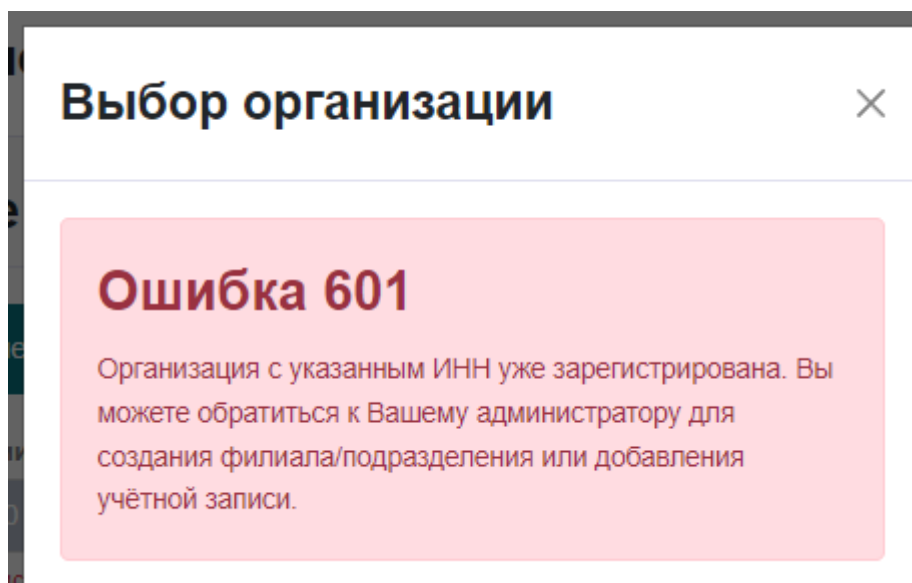 Выбор организации
Ошибка 601
Организация с указанным ИНН уже зарегистрирована. Вы
можете обратиться к Вашему администратору для
создания филиала/подразделения или добавления
учётной записи.